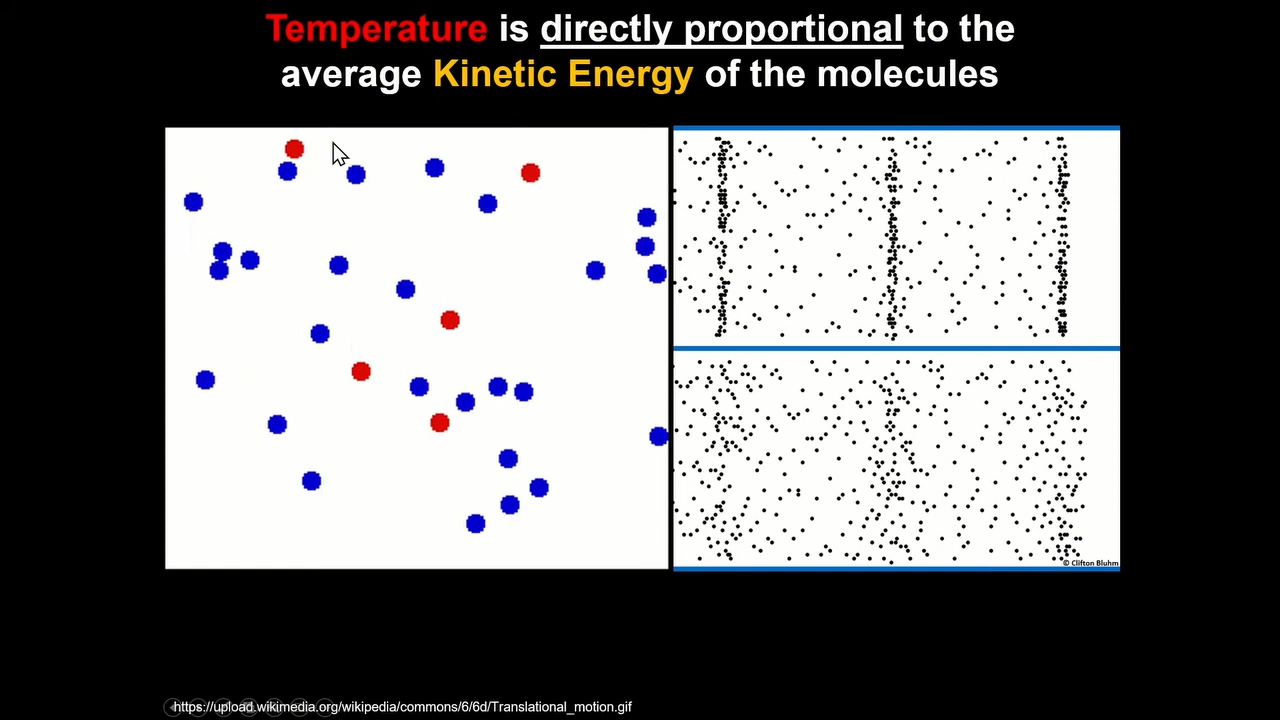 Temperature is directly proportional to the
average Kinetic Energy of the molecules
© Clifton Bluhm
https://upload.wikimedia.org/wikipedia/commons/6/6d/Translational_motion.gif